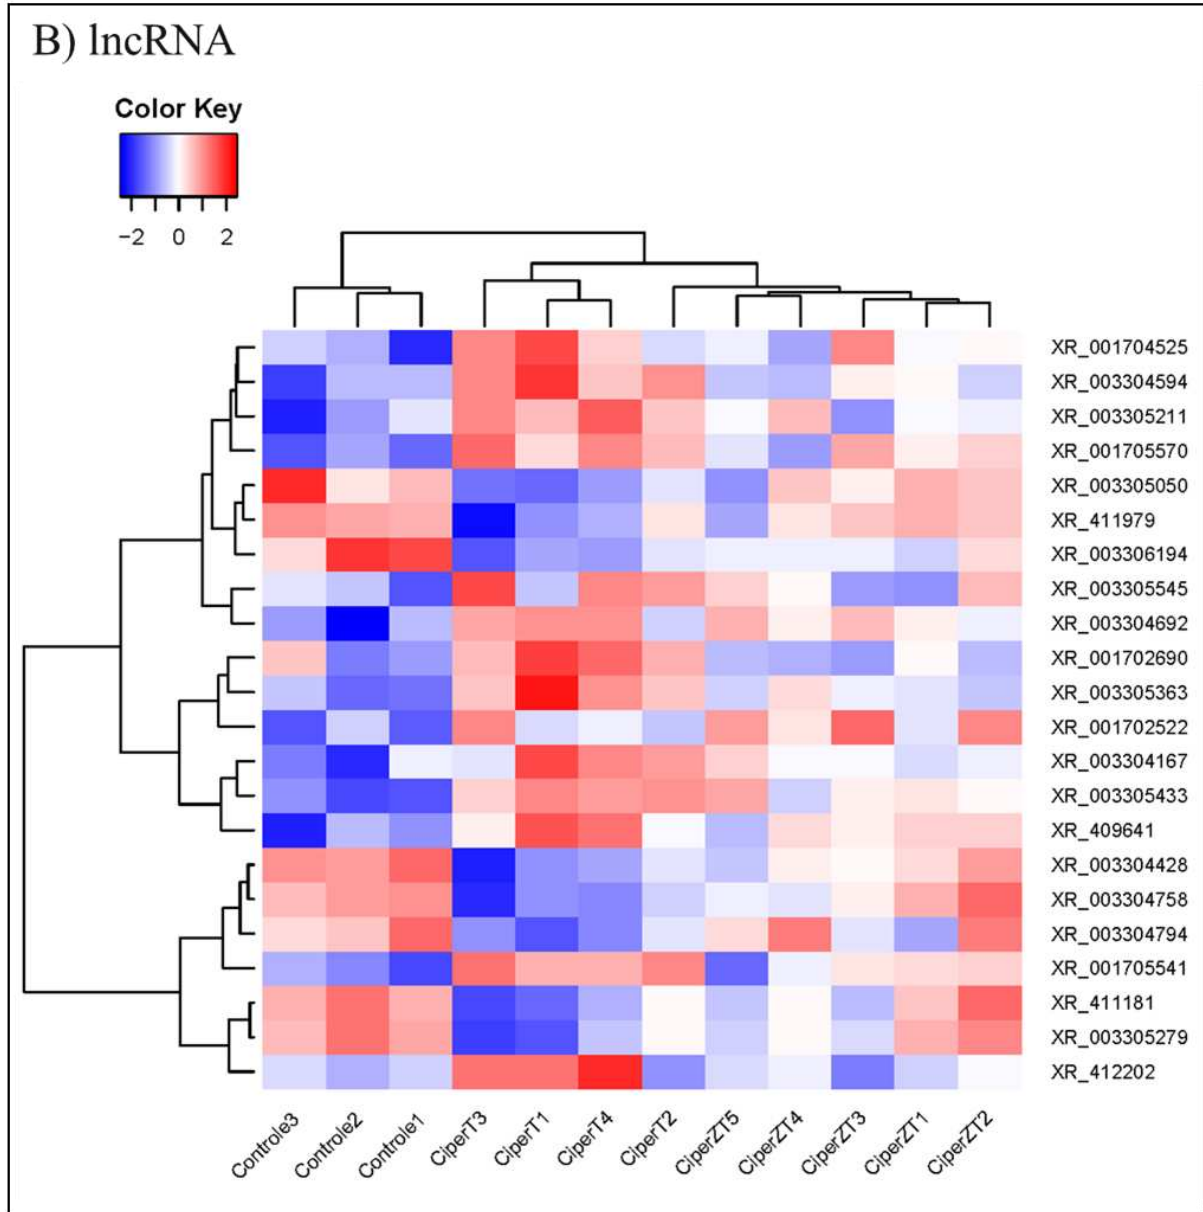 B) lncRNA
Color Key
−2 0 2
XR_001704525
XR_003304594
XR_003305211
XR_001705570
XR_003305050
XR_411979
XR_003306194
XR_003305545
XR_003304692
XR_001702690
XR_003305363
XR_001702522
XR_003304167
XR_003305433
XR_409641
XR_003304428
XR_003304758
XR_003304794
XR_001705541
XR_411181
XR_003305279
XR_412202
Controle3
Controle2
Controle1
CiperT3
CiperT1
CiperT4
CiperT2
CiperZT5
CiperZT4
CiperZT3
CiperZT1
CiperZT2